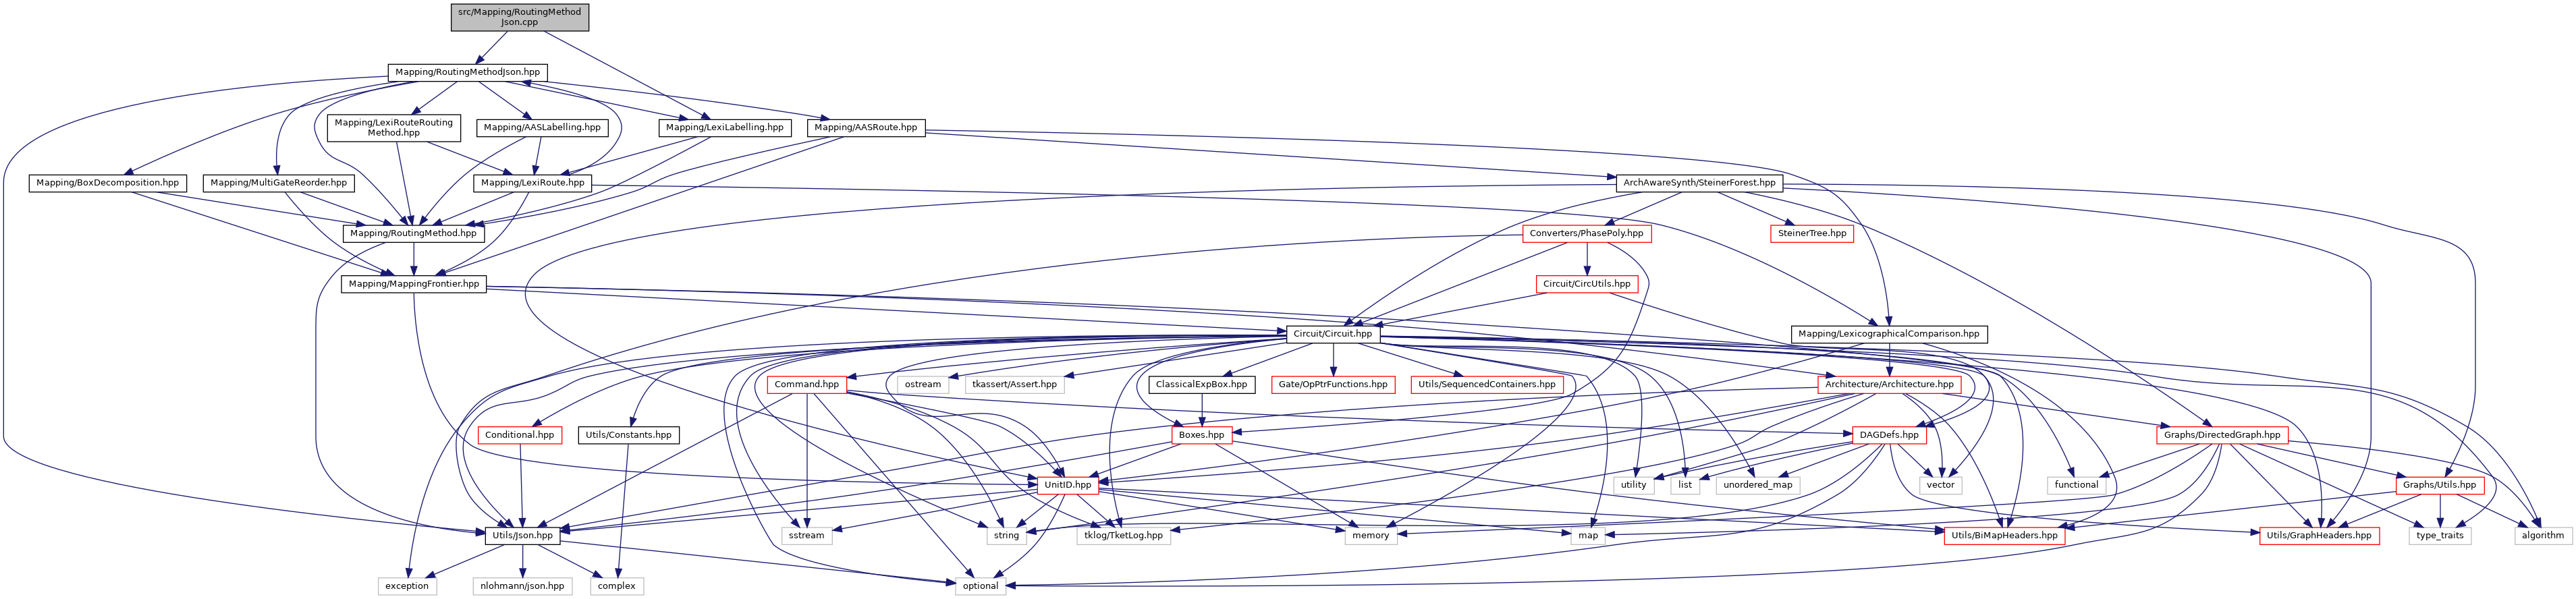 src/Mapping/RoutingMethod
Json.cpp
Mapping/RoutingMethodJson.hpp
Mapping/LexiRouteRouting
Method.hpp
Mapping/AASLabelling.hpp
Mapping/LexiLabelling.hpp
Mapping/AASRoute.hpp
Mapping/BoxDecomposition.hpp
Mapping/MultiGateReorder.hpp
Mapping/LexiRoute.hpp
ArchAwareSynth/SteinerForest.hpp
Mapping/RoutingMethod.hpp
Converters/PhasePoly.hpp
SteinerTree.hpp
Mapping/MappingFrontier.hpp
Circuit/CircUtils.hpp
Circuit/Circuit.hpp
Mapping/LexicographicalComparison.hpp
Command.hpp
ostream
tkassert/Assert.hpp
ClassicalExpBox.hpp
Gate/OpPtrFunctions.hpp
Utils/SequencedContainers.hpp
Architecture/Architecture.hpp
Conditional.hpp
Utils/Constants.hpp
Boxes.hpp
DAGDefs.hpp
Graphs/DirectedGraph.hpp
UnitID.hpp
utility
list
unordered_map
vector
functional
Graphs/Utils.hpp
Utils/Json.hpp
sstream
string
tklog/TketLog.hpp
memory
map
Utils/BiMapHeaders.hpp
Utils/GraphHeaders.hpp
type_traits
algorithm
exception
nlohmann/json.hpp
complex
optional